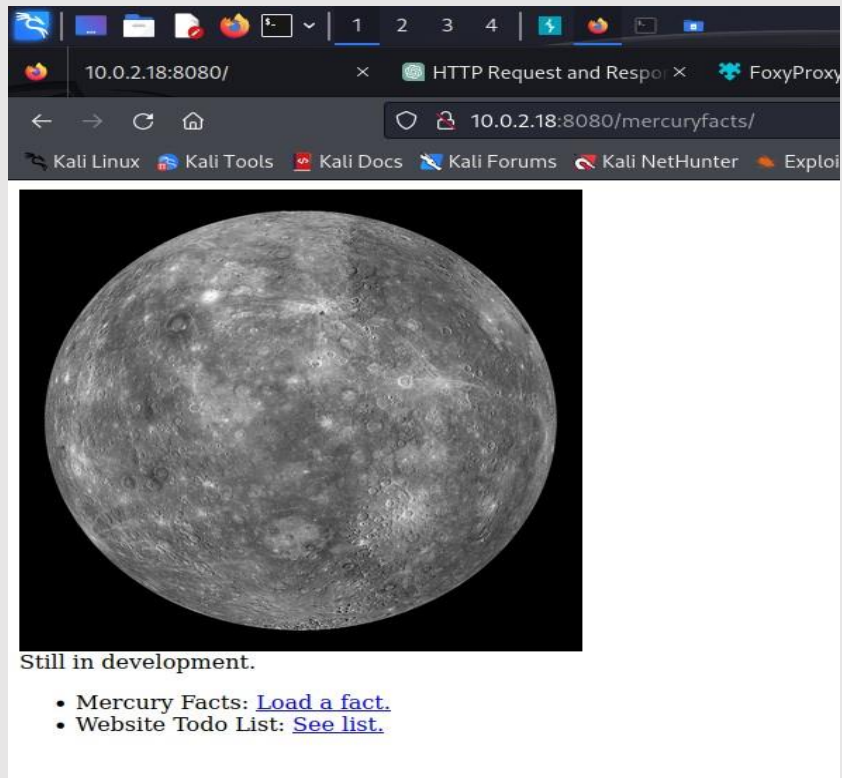 1 2 3 4
10.0.2.18:8080/ HTTP Request and Respo FoxyProxy
10.0.2.18:8080/mercuryfacts/
Kali Linux Kali Tools Kali Docs Kali Forums Kali NetHunter Exploi
Still in development.
• Mercury Facts: Load a fact.
• Website Todo List: See list.